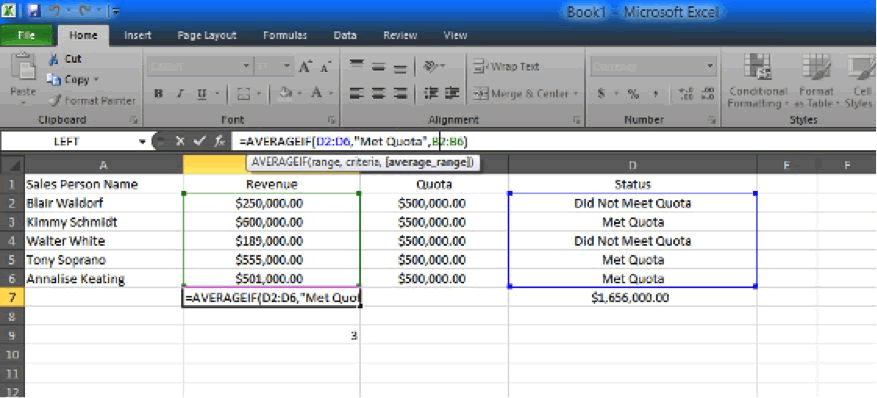 Book1 - Microsoft Excel
File Home Insert Page Layout Formulas Data Review View
Cut
Copy
Format Painter
Paste
Wrap Text
Merge & Center
B I U
A A
$ % ,
Conditional Formatting
Format as Table
Cell Styles
Clipboard Font Alignment Number Styles
LEFT fx =AVERAGEIF(D2:D6,"Met Quota",B2:B6)
AVERAGEIF(range, criteria, [average_range])
A D E F
1 Sales Person Name Revenue Quota Status
2 Blair Waldorf $250,000.00 $500,000.00 Did Not Meet Quota
3 Kimmy Schmidt $600,000.00 $500,000.00 Met Quota
4 Walter White $189,000.00 $500,000.00 Did Not Meet Quota
5 Tony Soprano $555,000.00 $500,000.00 Met Quota
6 Annalise Keating $501,000.00 $500,000.00 Met Quota
7 =AVERAGEIF(D2:D6,"Met Quot $1,656,000.00
8
9 3
10
11
12